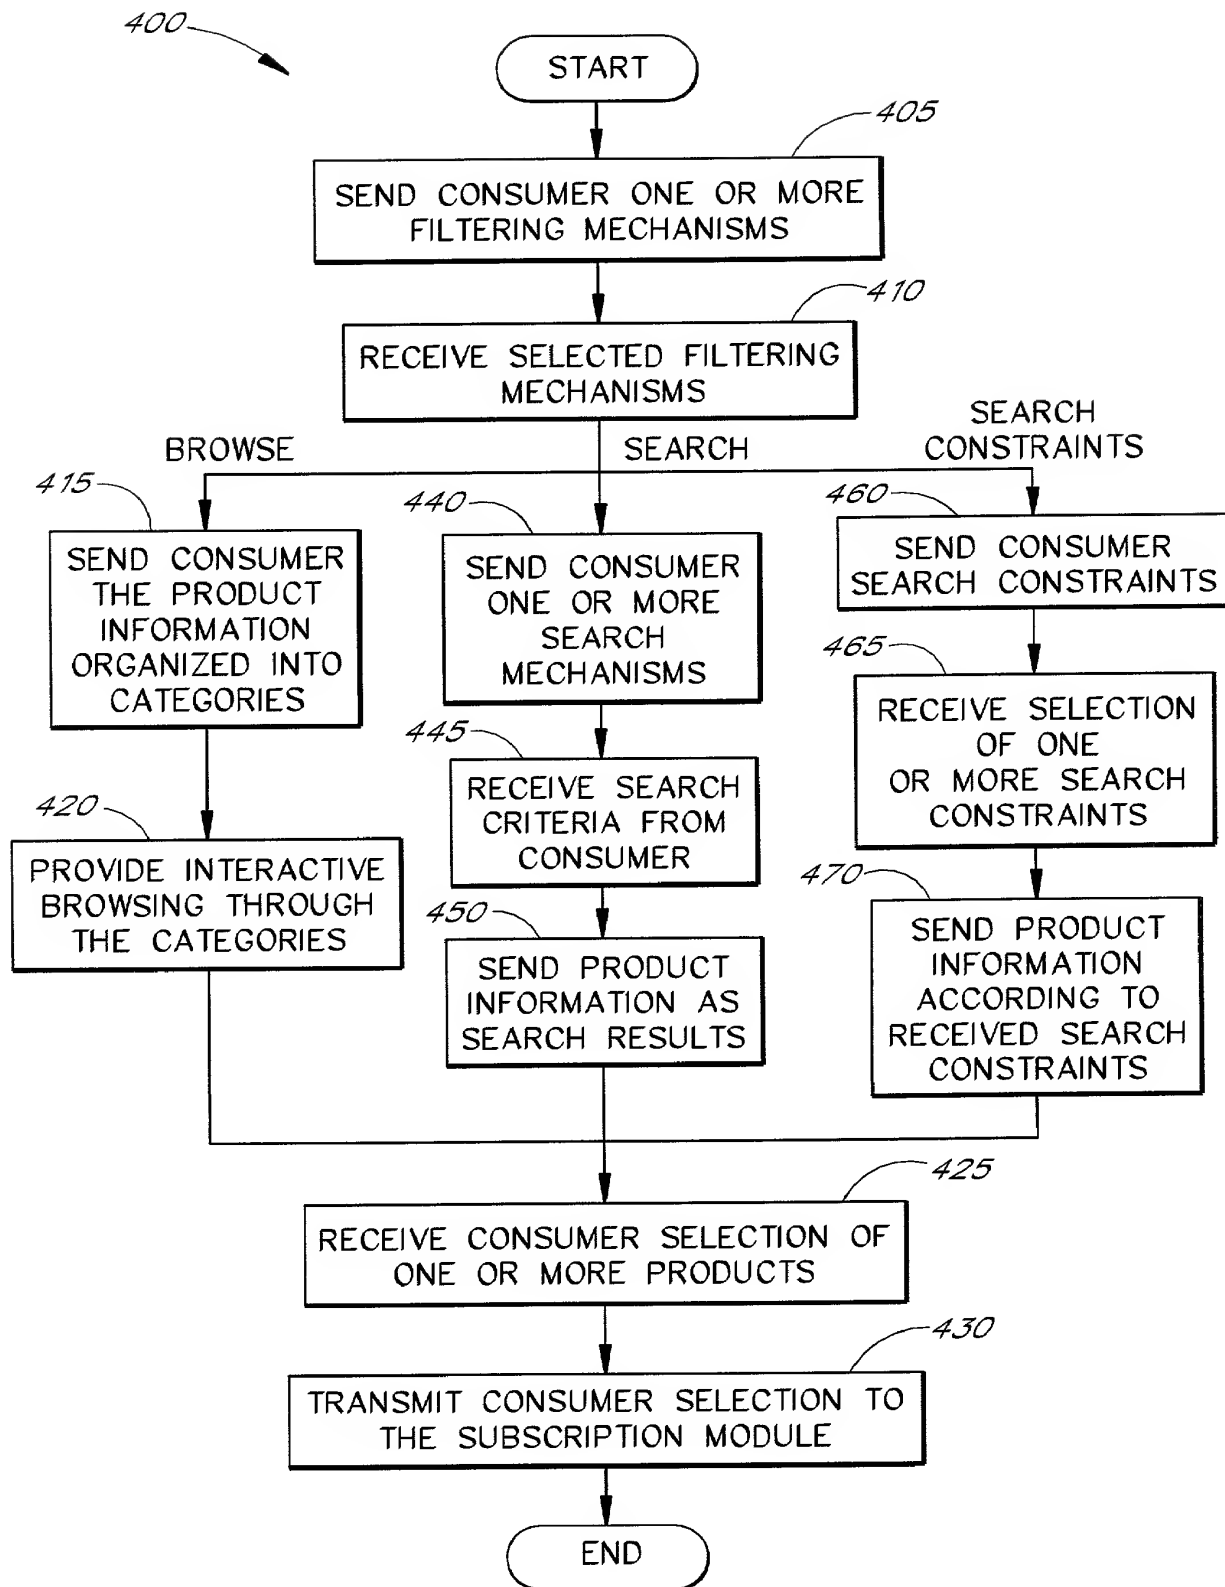 400
START
405
SEND CONSUMER ONE OR MORE
FILTERING MECHANISMS
410
RECEIVE SELECTED FILTERING
MECHANISMS
BROWSE
SEARCH
SEARCH
CONSTRAINTS
415
SEND CONSUMER
THE PRODUCT
INFORMATION
ORGANIZED INTO
CATEGORIES
420
PROVIDE INTERACTIVE
BROWSING THROUGH
THE CATEGORIES
440
SEND CONSUMER
ONE OR MORE
SEARCH
MECHANISMS
445
RECEIVE SEARCH
CRITERIA FROM
CONSUMER
450
SEND PRODUCT
INFORMATION AS
SEARCH RESULTS
460
SEND CONSUMER
SEARCH CONSTRAINTS
465
RECEIVE SELECTION
OF ONE
OR MORE SEARCH
CONSTRAINTS
470
SEND PRODUCT
INFORMATION
ACCORDING TO
RECEIVED SEARCH
CONSTRAINTS
425
RECEIVE CONSUMER SELECTION OF
ONE OR MORE PRODUCTS
430
TRANSMIT CONSUMER SELECTION TO
THE SUBSCRIPTION MODULE
END